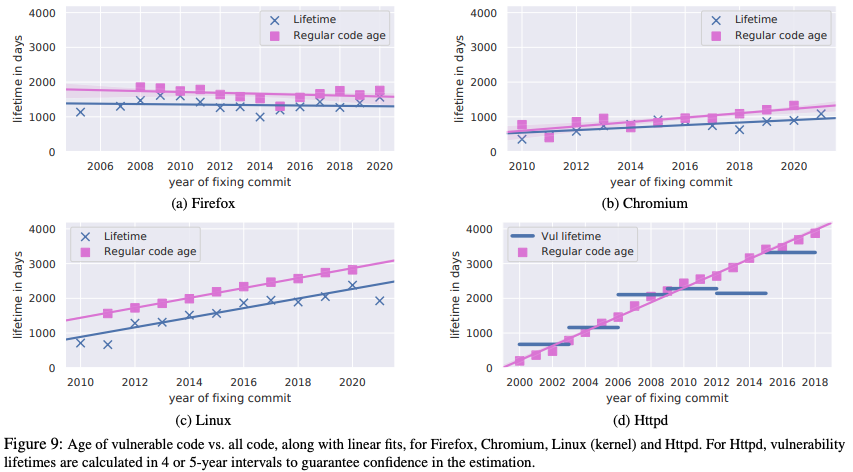 4000
3000
2000
1000
0
lifetime in days
Lifetime
Regular code age
2006 2008 2010 2012 2014 2016 2018 2020
year of fixing commit
(a) Firefox
4000
3000
2000
1000
0
lifetime in days
Lifetime
Regular code age
2010 2012 2014 2016 2018 2020
year of fixing commit
(b) Chromium
4000
3000
2000
1000
0
lifetime in days
Lifetime
Regular code age
2010 2012 2014 2016 2018 2020
year of fixing commit
(c) Linux
4000
3000
2000
1000
0
lifetime in days
Vul lifetime
Regular code age
2000 2002 2004 2006 2008 2010 2012 2014 2016 2018
year of fixing commit
(d) Httpd
Figure 9: Age of vulnerable code vs. all code, along with linear fits, for Firefox, Chromium, Linux (kernel) and Httpd. For Httpd, vulnerability
lifetimes are calculated in 4 or 5-year intervals to guarantee confidence in the estimation.